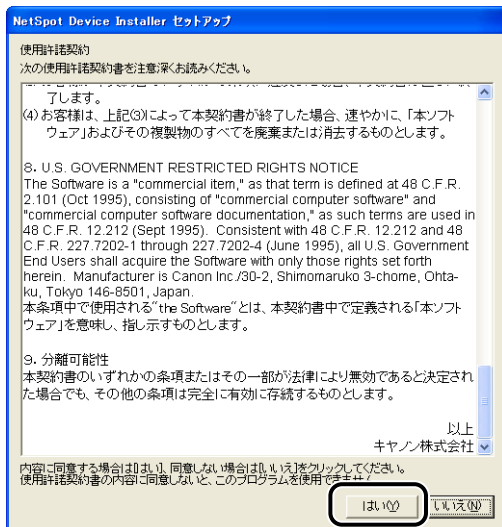 NetSpot Device Installer セットアップ
使用許諾契約
次の使用許諾契約書を注意深くお読みください。
了します。
(4)お客様は、上記(3)によって本契約書が終了した場合、速やかに、「本ソフト
ウェア」およびその複製物のすべてを廃棄または消去するものとします。
8. U.S. GOVERNMENT RESTRICTED RIGHTS NOTICE
The Software is a "commercial item," as that term is defined at 48 C.F.R.
2.101 (Oct 1995), consisting of "commercial computer software" and
"commercial computer software documentation," as such terms are used in
48 C.F.R. 12.212 (Sept 1995). Consistent with 48 C.F.R. 12.212 and 48
C.F.R. 227.7202-1 through 227.7202-4 (June 1995), all U.S. Government
End Users shall acquire the Software with only those rights set forth
herein. Manufacturer is Canon Inc./30-2, Shimomaruko 3-chome, Ohta-
ku, Tokyo 146-8501, Japan.
本条項中で使用される“the Software“とは、本契約書中で定義される「本ソフト
ウェア」を意味し、指し示すものとします。
9. 分離可能性
本契約書のいずれかの条項またはその一部が法律により無効であると決定され
た場合でも、その他の条項は完全に有効に存続するものとします。
以上
キヤノン株式会社
内容に同意する場合は[はい]、同意しない場合は[いいえ]をクリックしてください。
使用許諾契約書の内容に同意しないと、このプログラムを使用できません
はい(Y)
いいえ(N)